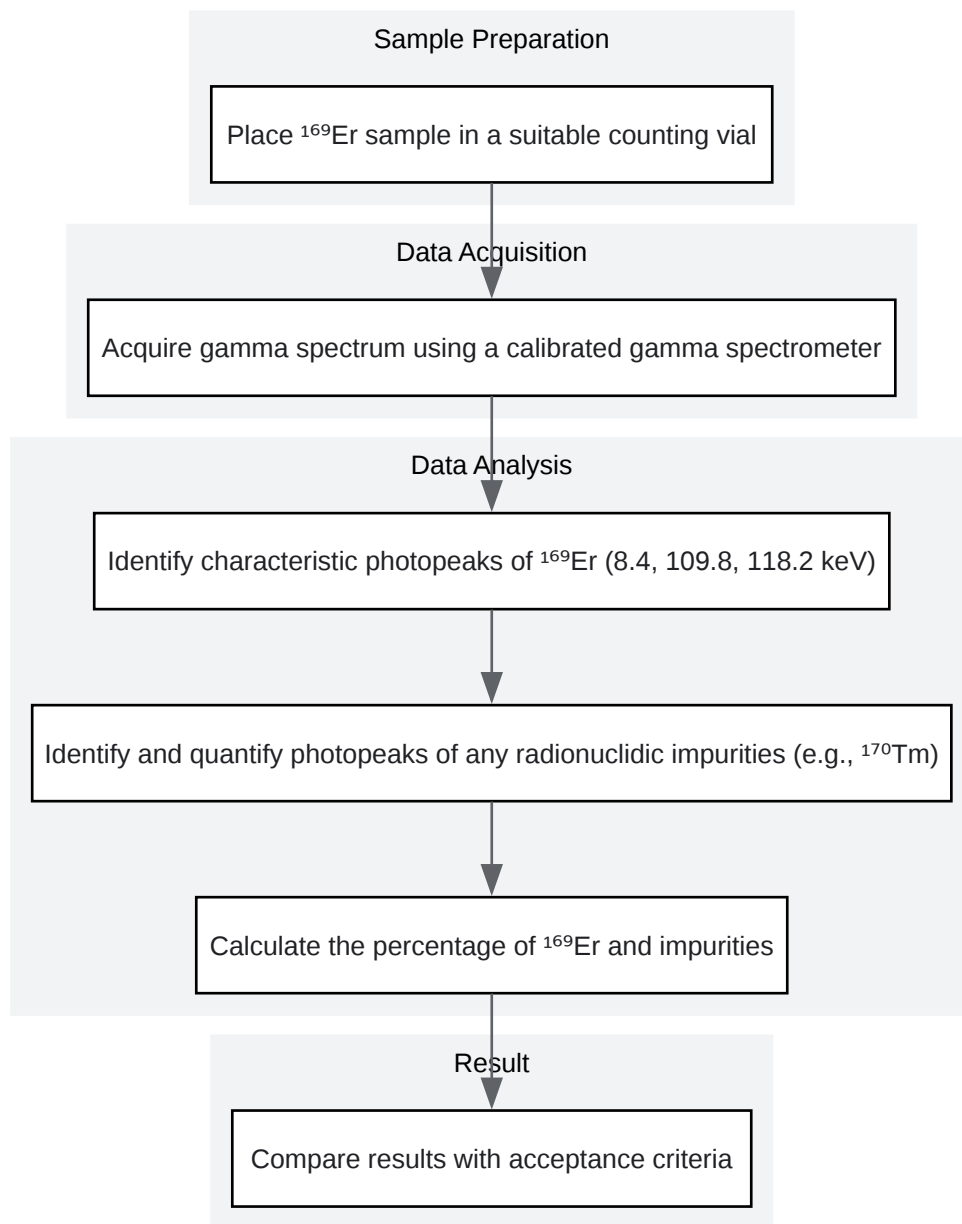 Sample Preparation
Place ¹⁶⁹Er sample in a suitable counting vial
Data Acquisition
Acquire gamma spectrum using a calibrated gamma spectrometer
Data Analysis
Identify characteristic photopeaks of ¹⁶⁹Er (8.4, 109.8, 118.2 keV)
Identify and quantify photopeaks of any radionuclidic impurities (e.g., ¹⁷⁰Tm)
Calculate the percentage of ¹⁶⁹Er and impurities
Result
Compare results with acceptance criteria